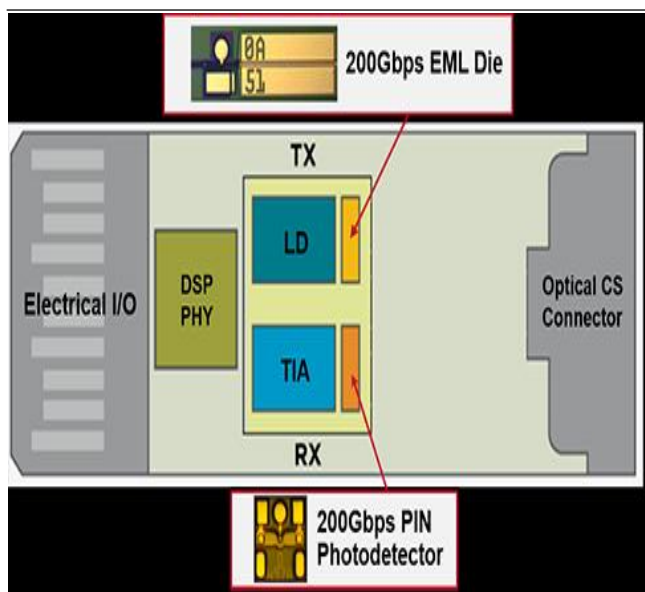 0A
51
200Gbps EML Die
TX
LD
DSP
PHY
Electrical I/O
Optical CS
Connector
TIA
RX
200Gbps PIN
Photodetector